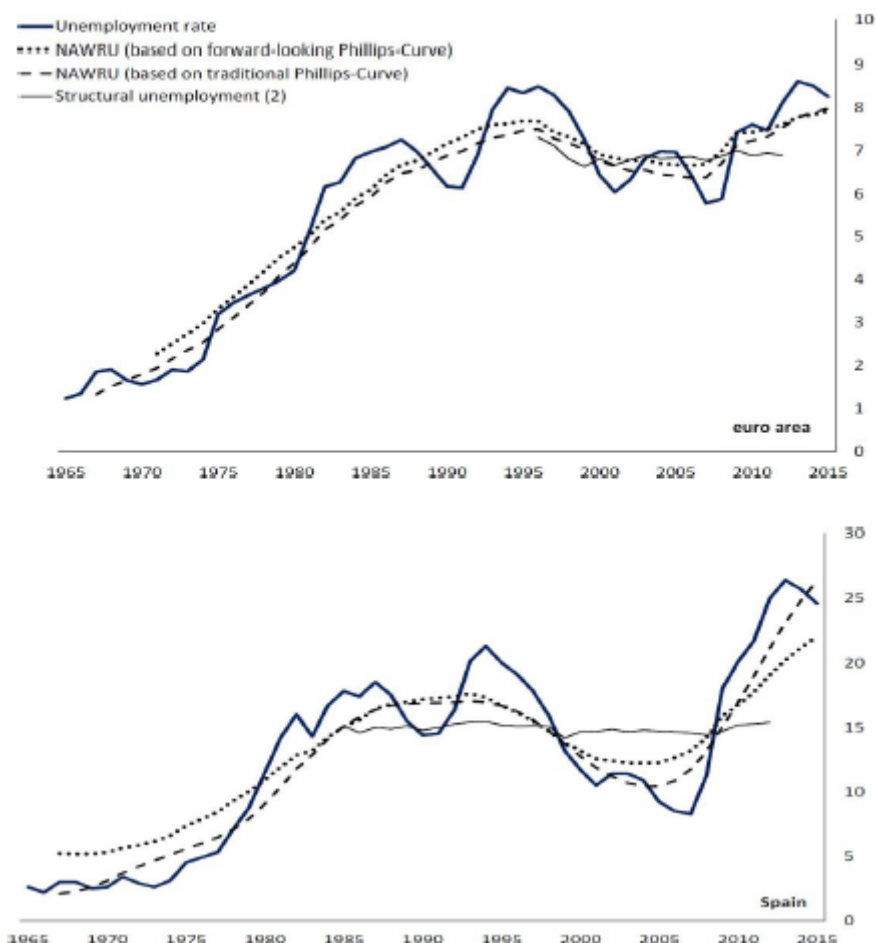 Unemployment rate
NAWRU (based on forward-looking Phillips-Curve)
NAWRU (based on traditional Phillips-Curve)
Structural unemployment (2)
10
9
8
7
6
5
4
3
2
1
0
euro area
1965 1970 1975 1980 1985 1990 1995 2000 2005 2010 2015
30
25
20
15
10
5
0
Spain
1965 1970 1975 1980 1985 1990 1995 2000 2005 2010 2015